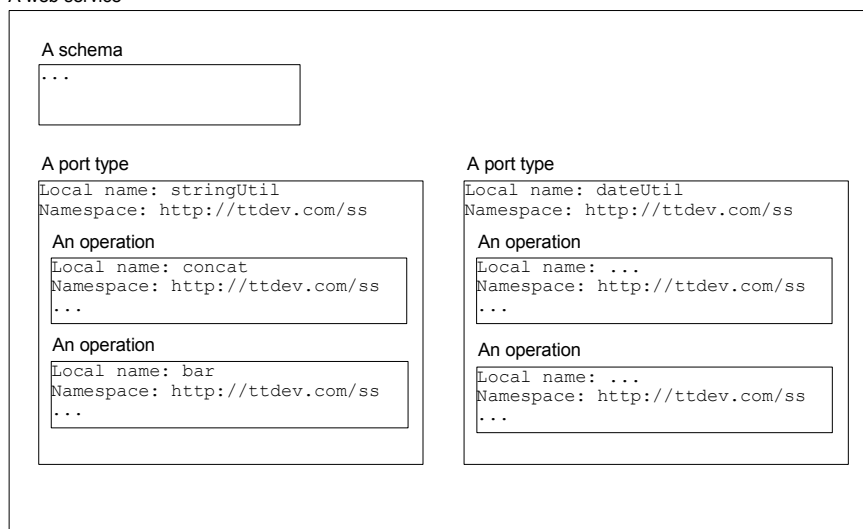 A web service
A schema
...
A port type
Local name: stringUtil
Namespace: http://ttdev.com/ss
An operation
Local name: concat
Namespace: http://ttdev.com/ss
...
An operation
Local name: bar
Namespace: http://ttdev.com/ss
...
A port type
Local name: dateUtil
Namespace: http://ttdev.com/ss
An operation
Local name: ...
Namespace: http://ttdev.com/ss
...
An operation
Local name: ...
Namespace: http://ttdev.com/ss
...